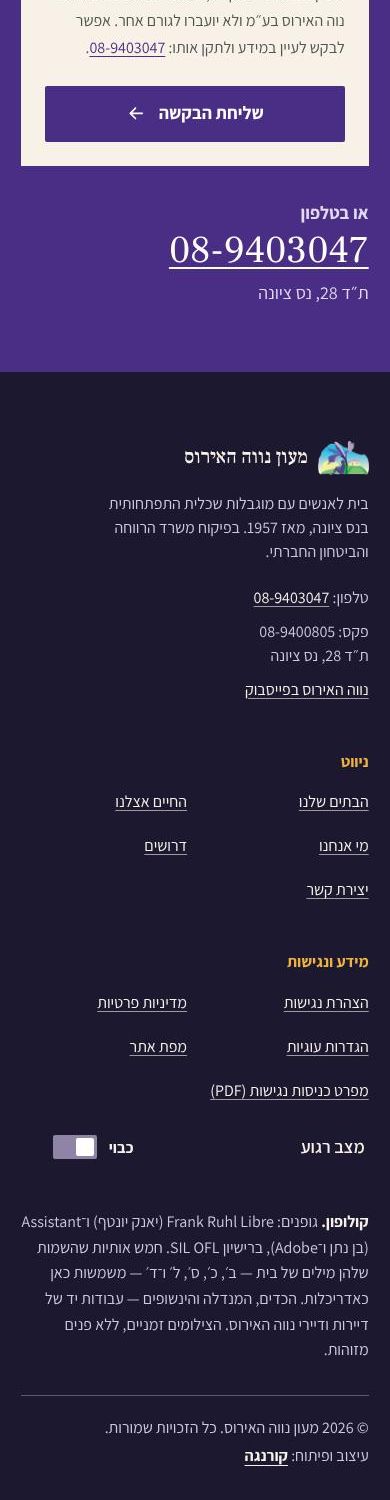 נווה האירוס בע״מ ולא יועברו לגורם אחר. אפשר
לבקש לעיין במידע ולתקן אותו: 08-9403047.
שליחת הבקשה ←
או בטלפון
08-9403047
ת״ד 28, נס ציונה
מעון נווה האירוס
בית לאנשים עם מוגבלות שכלית התפתחותית
בנס ציונה, מאז 1957. בפיקוח משרד הרווחה
והביטחון החברתי.
טלפון: 08-9403047
פקס: 08-9400805
ת״ד 28, נס ציונה
נווה האירוס בפייסבוק
ניווט
הבתים שלנו
החיים אצלנו
מי אנחנו
דרושים
יצירת קשר
מידע ונגישות
הצהרת נגישות
מדיניות פרטיות
הגדרות עוגיות
מפת אתר
מפרט כניסות נגישות (PDF)
מצב רגוע
כבוי
קולופון. גופנים: Frank Ruhl Libre (יאנק יונטף) ו־Assistant
(בן נתן ו־Adobe), ברישיון SIL OFL. חמש אותיות שהשמות
שלהן מילים של בית — ב׳, כ׳, ס׳, ל׳ ו־ד׳ — משמשות כאן
כאדריכלות. הכדים, המנדלה והינשופים — עבודות יד של
דיירות ודיירי נווה האירוס. הצילומים זמניים, ללא פנים
מזוהות.
© 2026 מעון נווה האירוס. כל הזכויות שמורות.
עיצוב ופיתוח: קורנגה